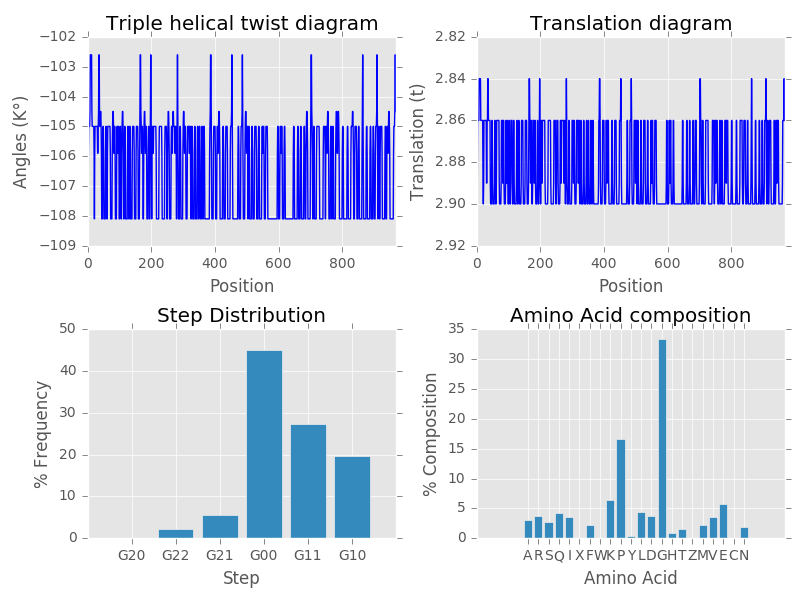 Triple helical twist diagram
−102
−103
−104
−105
−106
−107
−108
−109
Angles (K°)
0 200 400 600 800
Position
Translation diagram
2.82
2.84
2.86
2.88
2.90
2.92
Translation (t)
0 200 400 600 800
Position
Step Distribution
50
40
30
20
10
0
% Frequency
G20 G22 G21 G00 G11 G10
Step
Amino Acid composition
35
30
25
20
15
10
5
0
% Composition
A R S Q I X F W K P Y L D G H T Z M V E C N
Amino Acid